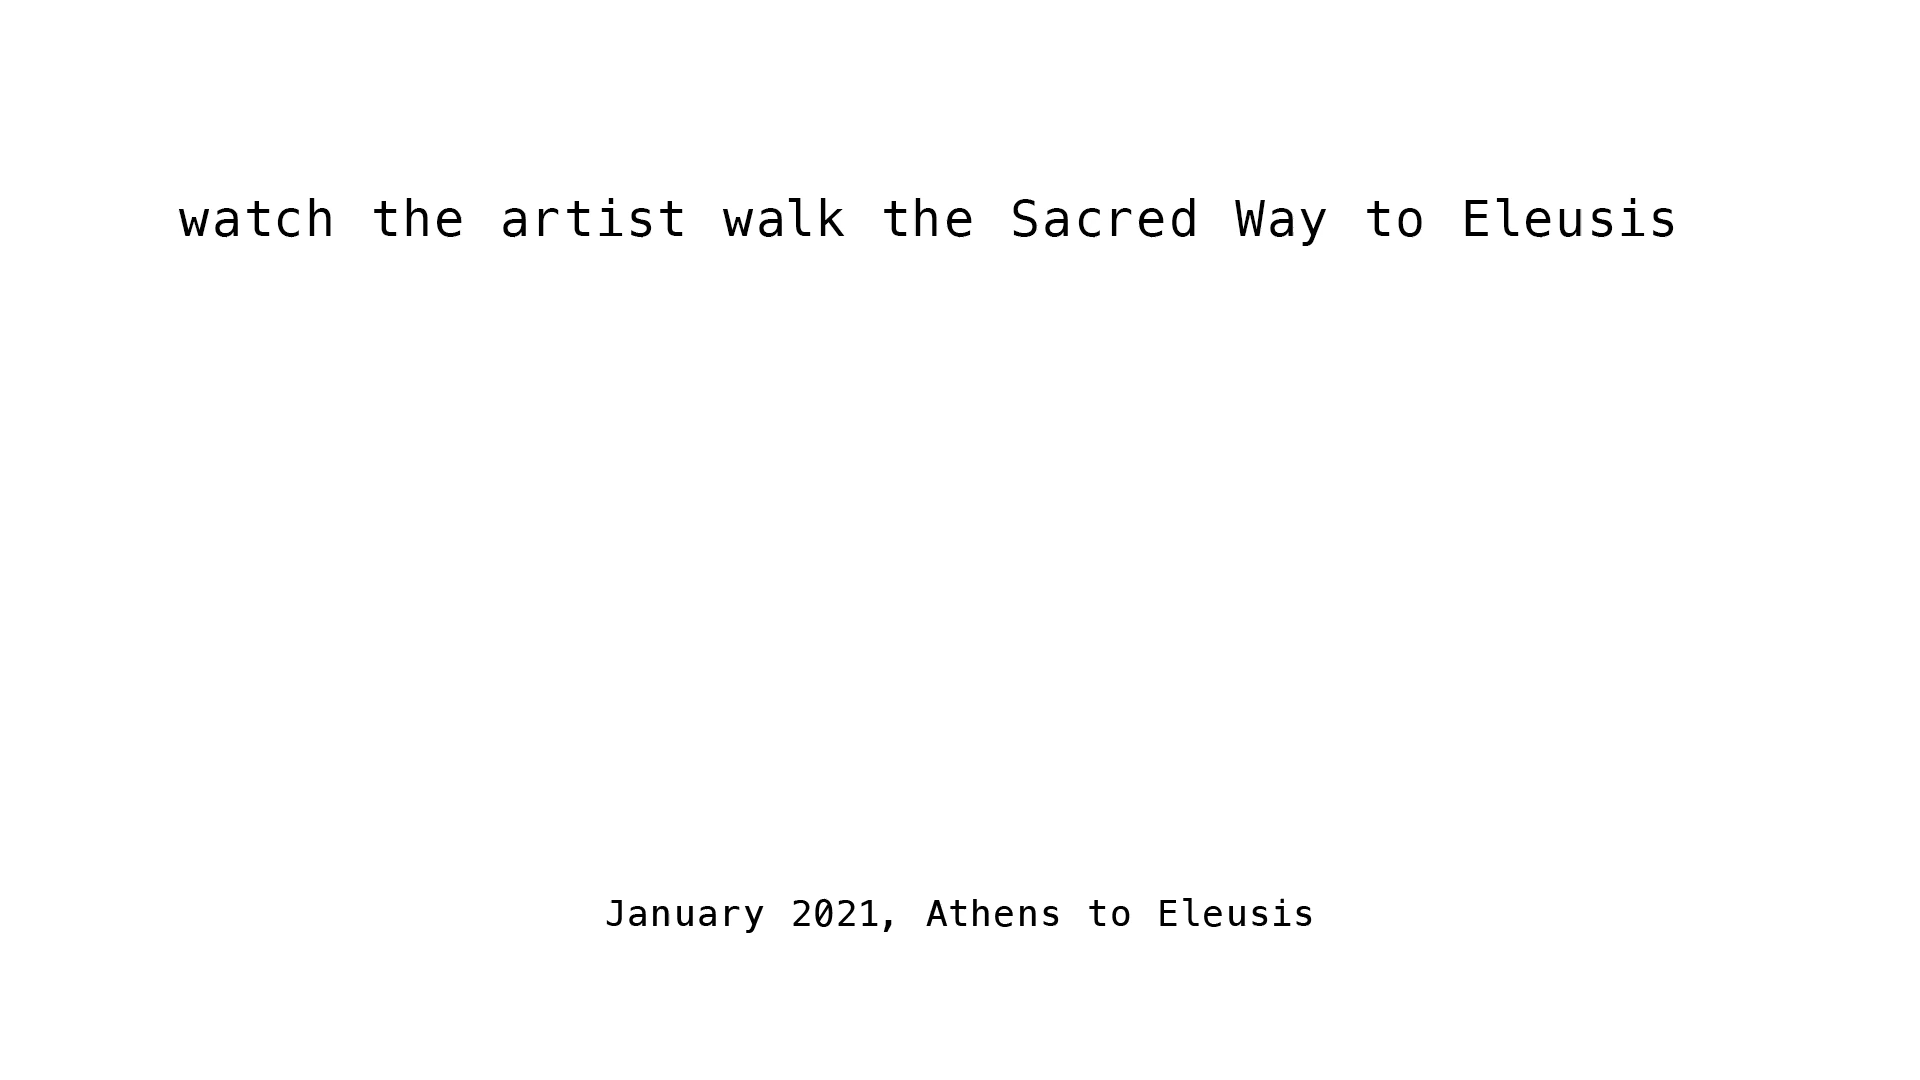 watch the artist walk the Sacred Way to Eleusis
January 2021, Athens to Eleusis